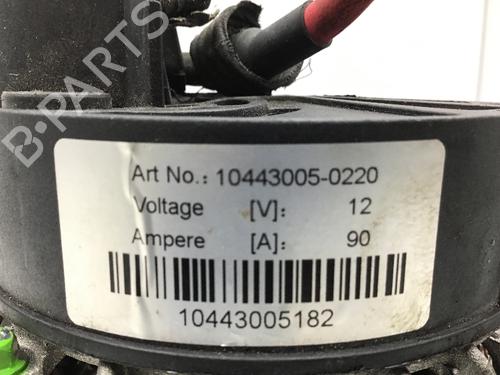 B-PARTS
Art No.: 10443005-0220
Voltage [V]: 12
Ampere [A]: 90
10443005182